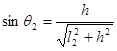 sin θ₂ = h / √(l₂² + h²)